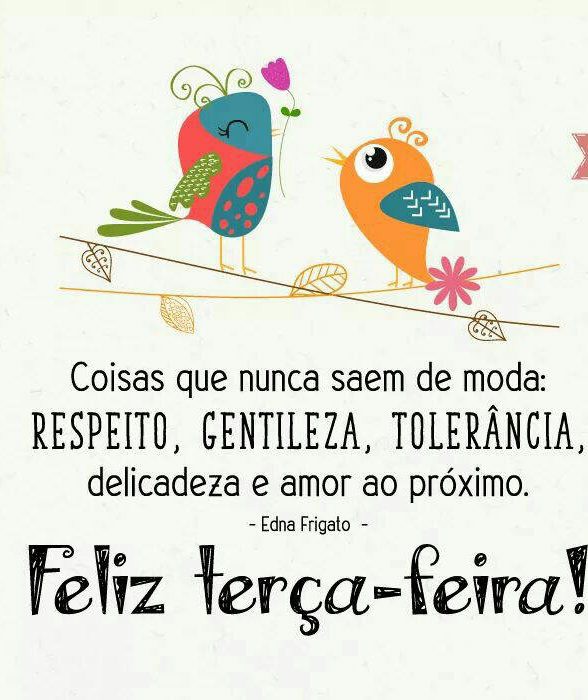 Coisas que nunca saem de moda:
RESPEITO, GENTILEZA, TOLERÂNCIA,
delicadeza e amor ao próximo.
- Edna Frigato -
Feliz terça-feira!